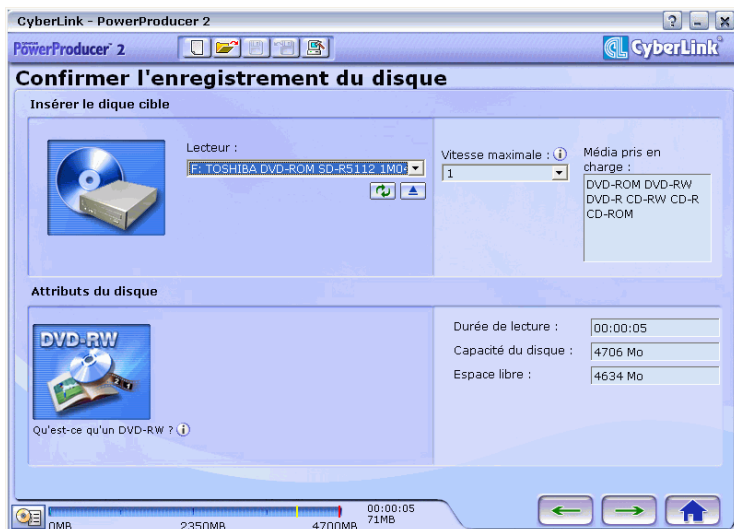 CyberLink - PowerProducer 2
PowerProducer 2
CyberLink
Confirmer l'enregistrement du disque
Insérer le dique cible
Lecteur :
F: TOSHIBA DVD-ROM SD-R5112 1M04
Vitesse maximale :
1
Média pris en
charge :
DVD-ROM DVD-RW
DVD-R CD-RW CD-R
CD-ROM
Attributs du disque
DVD-RW
Qu'est-ce qu'un DVD-RW ?
Durée de lecture :
00:00:05
Capacité du disque :
4706 Mo
Espace libre :
4634 Mo
0MB
2350MB
4700MB
00:00:05
71MB